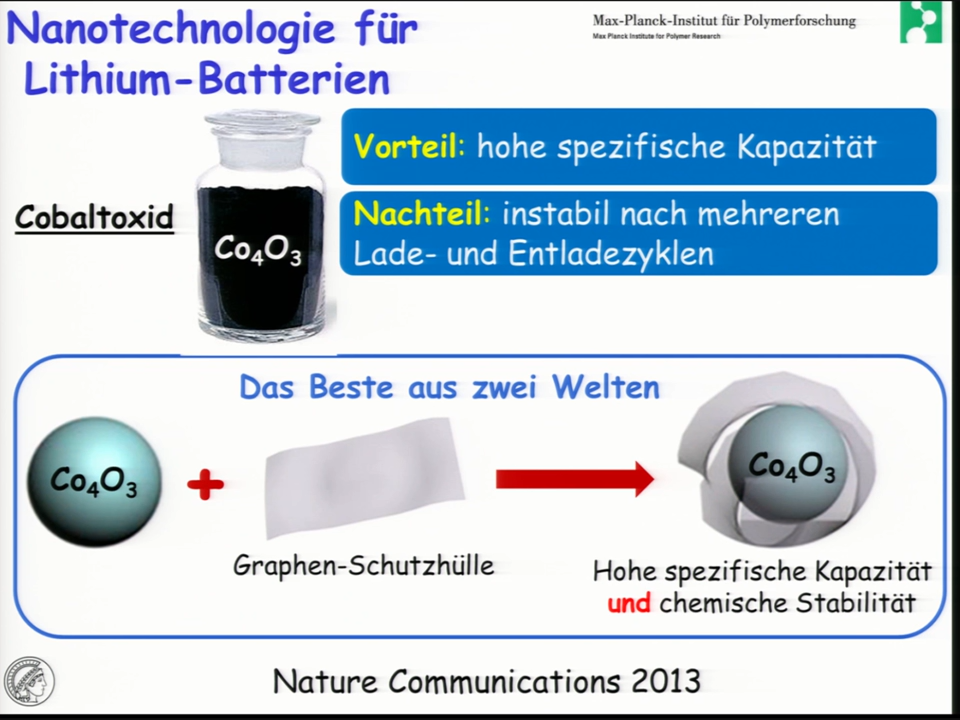 Nanotechnologie für
Lithium-Batterien
Max-Planck-Institut für Polymerforschung
Max Planck Institute for Polymer Research
Vorteil: hohe spezifische Kapazität
Cobaltoxid
Co₄O₃
Nachteil: instabil nach mehreren
Lade- und Entladezyklen
Das Beste aus zwei Welten
Co₄O₃
+
Co₄O₃
Graphen-Schutzhülle
Hohe spezifische Kapazität
und chemische Stabilität
Nature Communications 2013